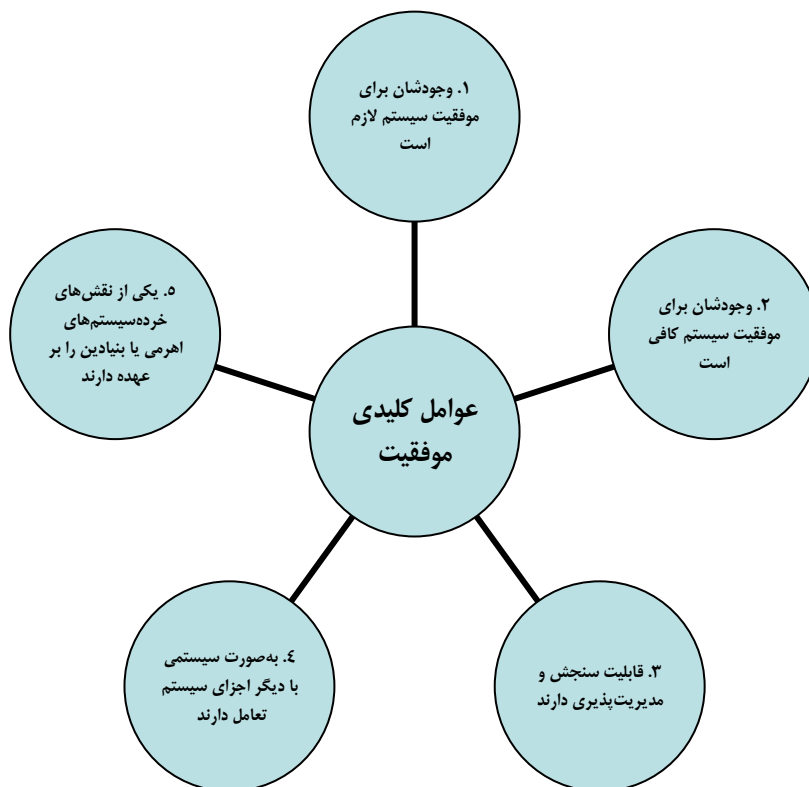 ۱. وجودشان برای
موفقیت سیستم لازم
است
۲. وجودشان برای
موفقیت سیستم کافی
است
۳. قابلیت سنجش و
مدیریت‌پذیری دارند
٤. به‌صورت سیستمی
با دیگر اجزای سیستم
تعامل دارند
٥. یکی از نقش‌های
خرده‌سیستم‌های
اهرمی یا بنیادین را بر
عهده دارند
عوامل کلیدی
موفقیت